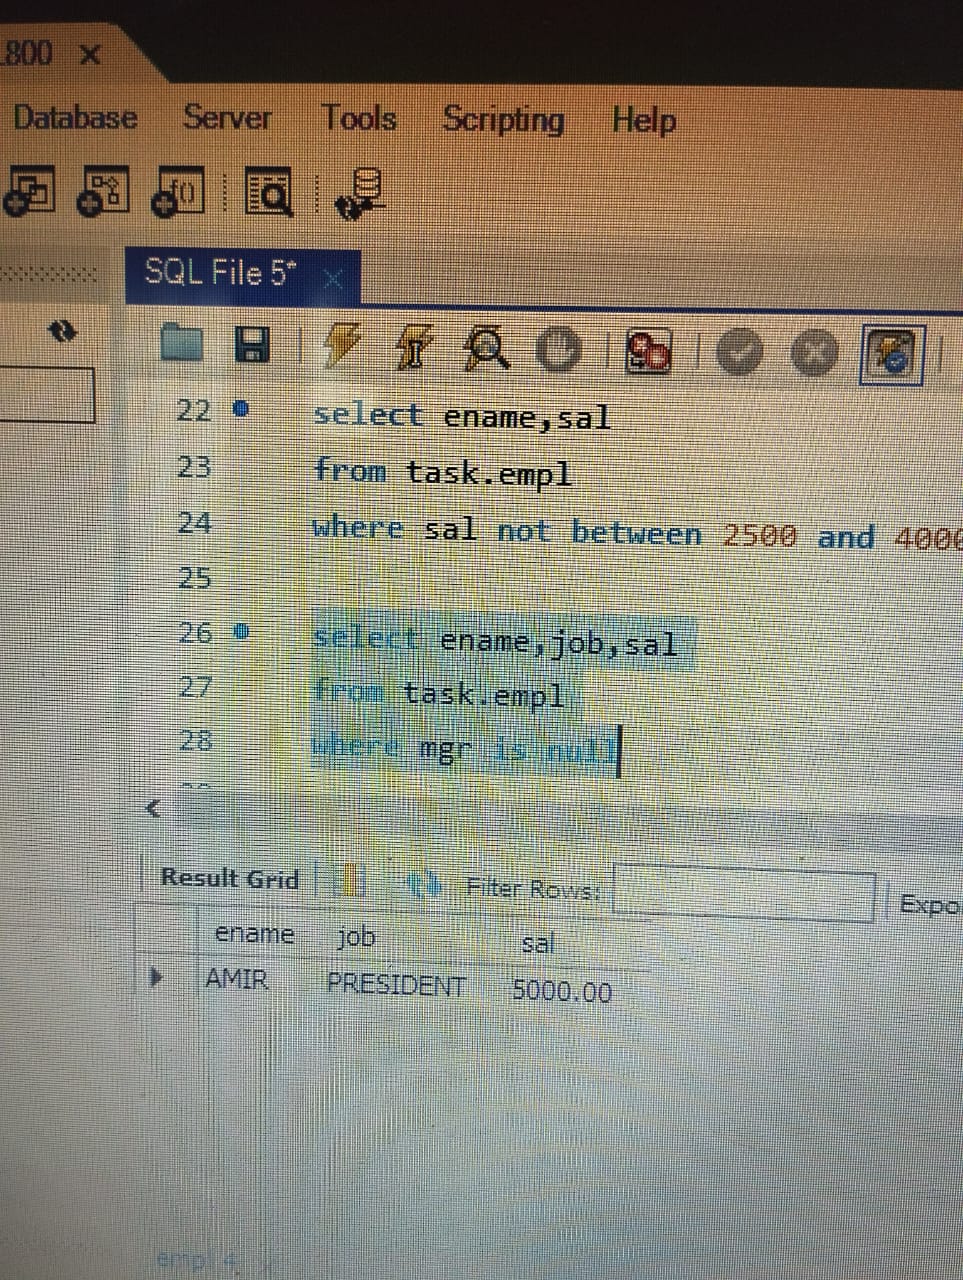 .800 ×
Database Server Tools Scripting Help
SQL File 5* ×
22 select ename,sal
23 from task.empl
24 where sal not between 2500 and 400
25
26 select ename,job,sal
27 from task.empl
28 where mgr is null
Result Grid Filter Rows: Expo
ename job sal
AMIR PRESIDENT 5000.00
empl 4